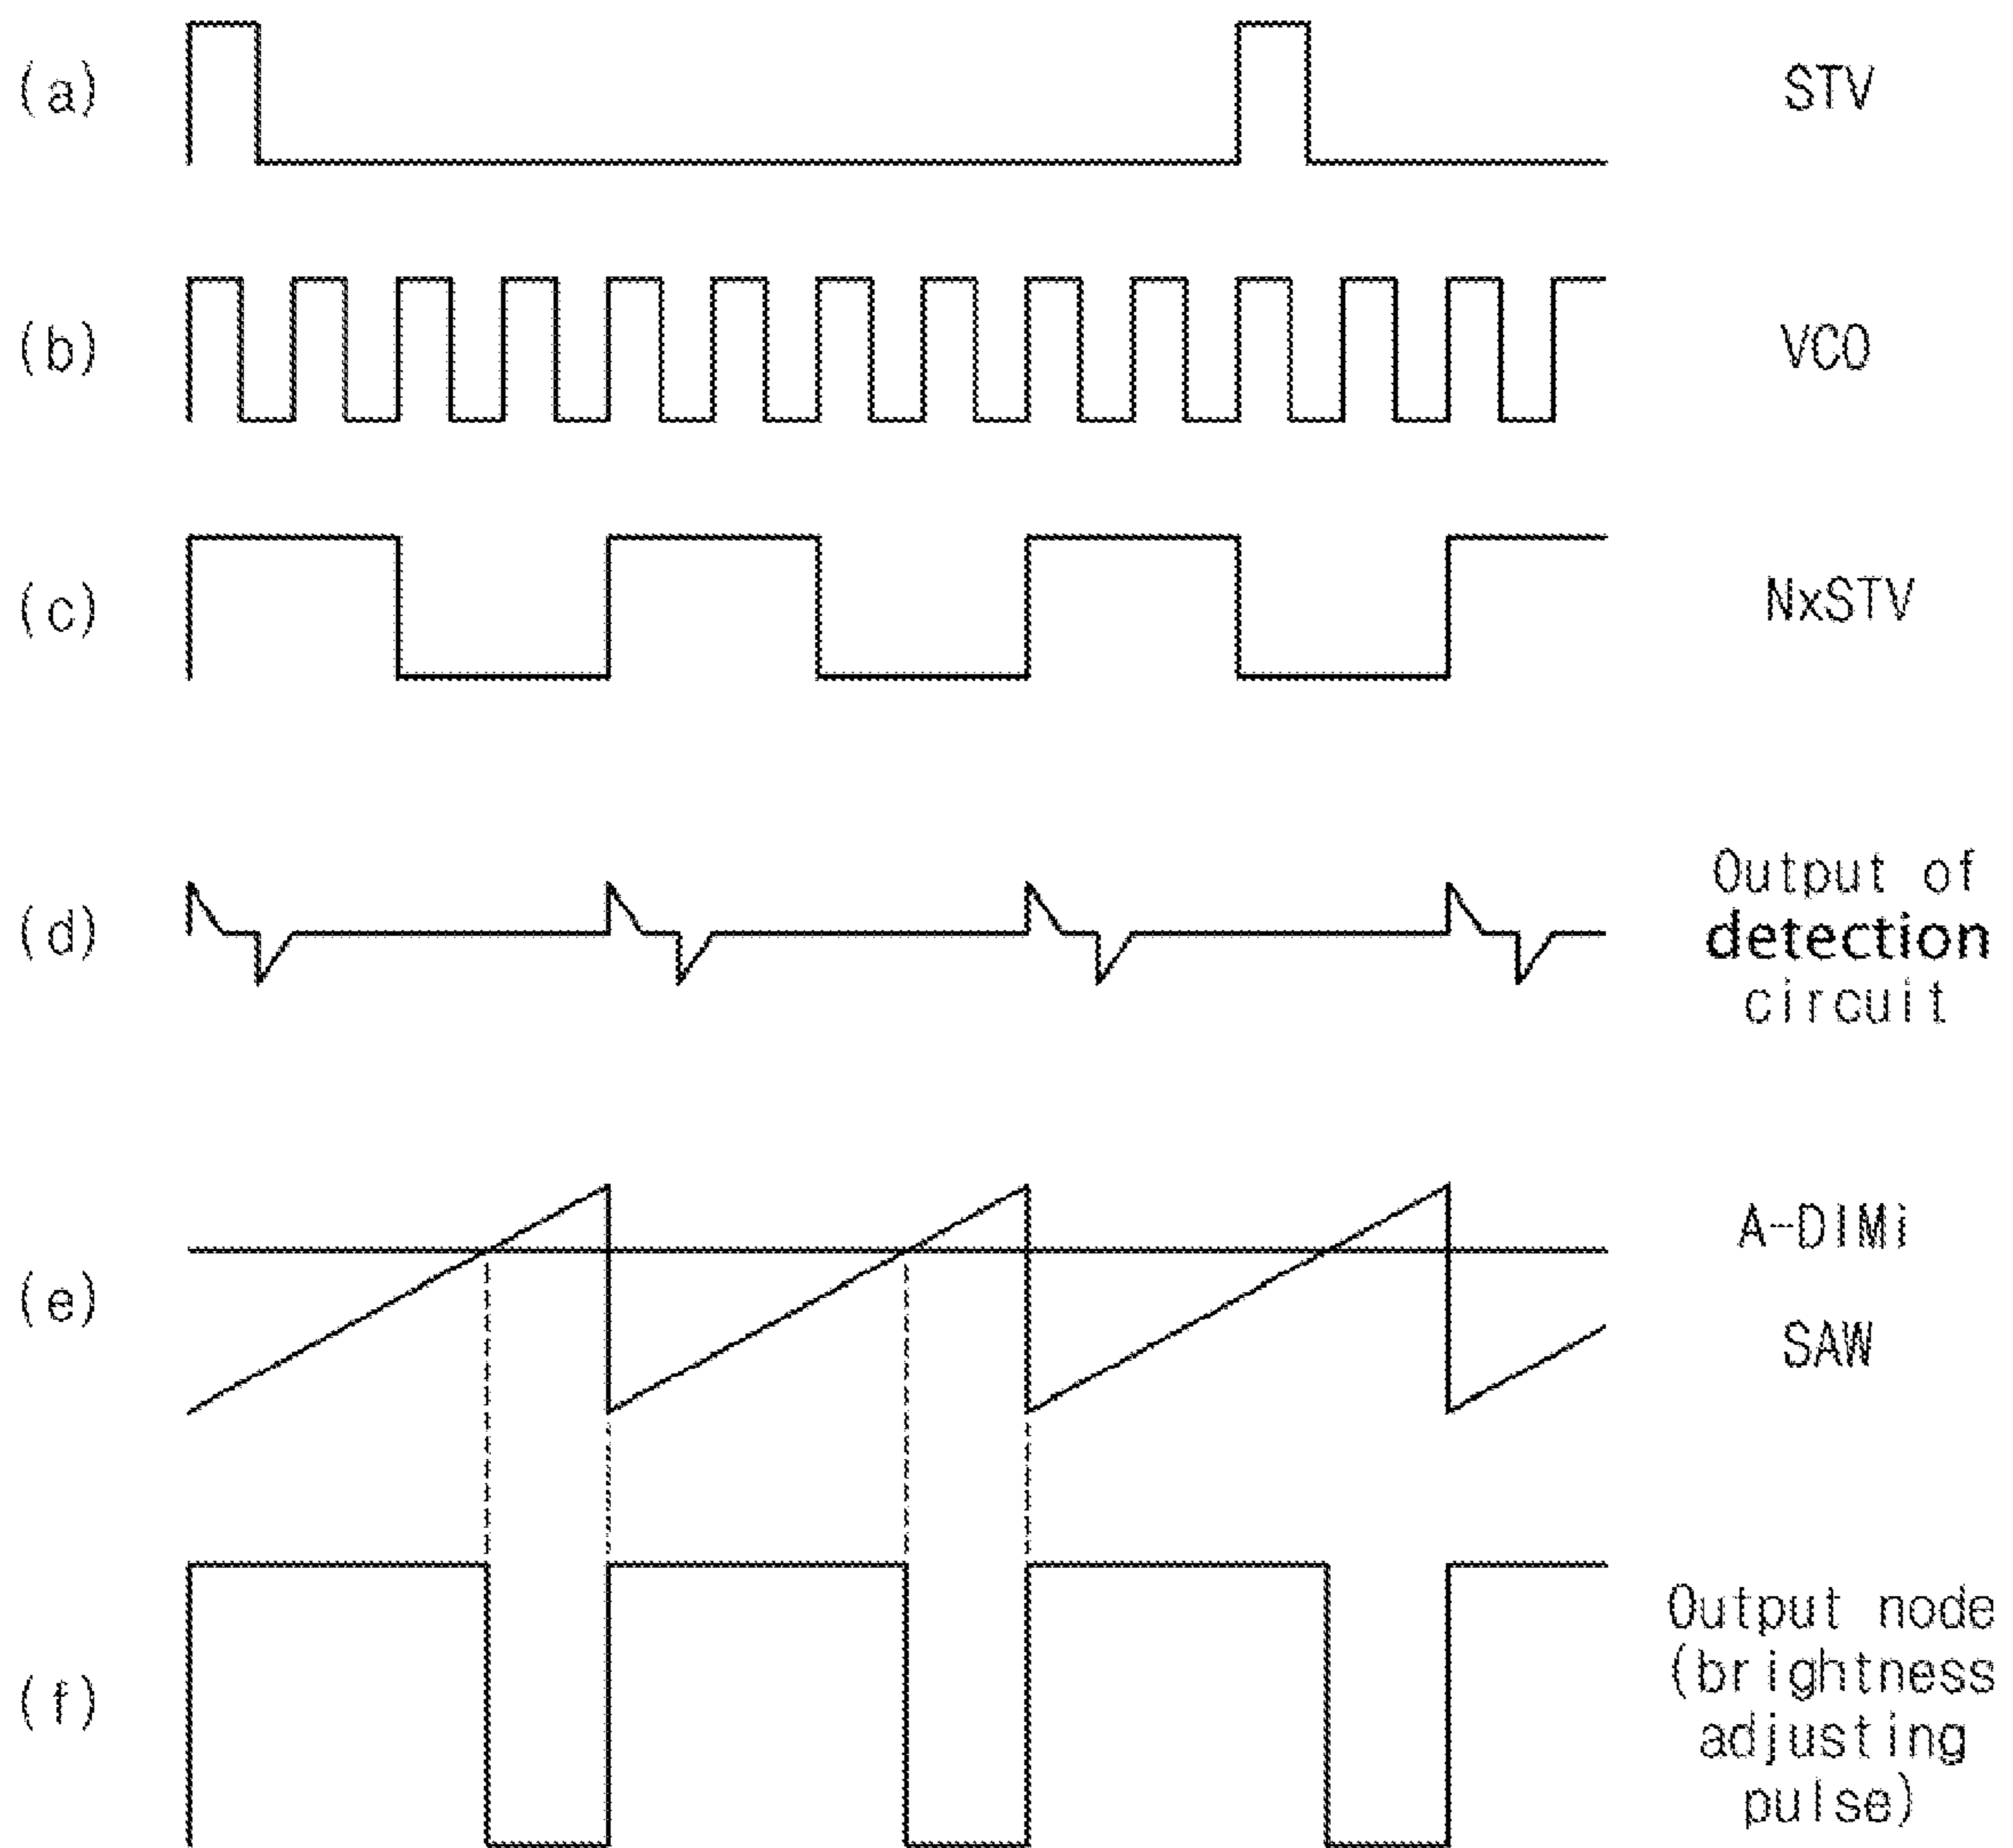 (a)
STV
(b)
VCO
(c)
NxSTV
(d)
Output of
detection
circuit
(e)
A-DIMi
SAW
(f)
Output node
(brightness
adjusting
pulse)